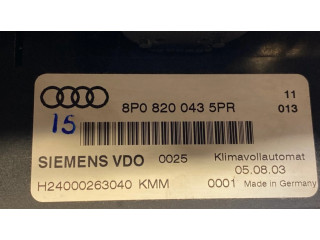 8P0 820 043 5PR 11
013
15
SIEMENS VDO 0025 Klimavollautomat
05.08.03
H24000263040 KMM 0001 Made in Germany